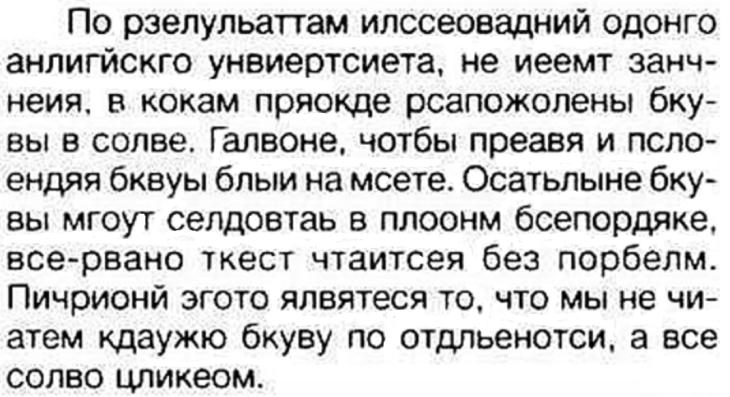 По рзелульаттам илссеовадний одонго
анлигйскго унвиертсиета, не иеемт занч-
неия, в кокам пряокде рсапожолены бку-
вы в солве. Галвоне, чотбы преавя и псло-
ендяя бквуы блыи на мсете. Осатьлыне бку-
вы мгоут селдовтаь в плоонм бсепордяке,
все-рвано ткест чтаитсея без порбелм.
Пичрионй эгото ялвятеся то, что мы не чи-
атем кдаужю бкуву по отдльенотси, а все
солво цликеом.